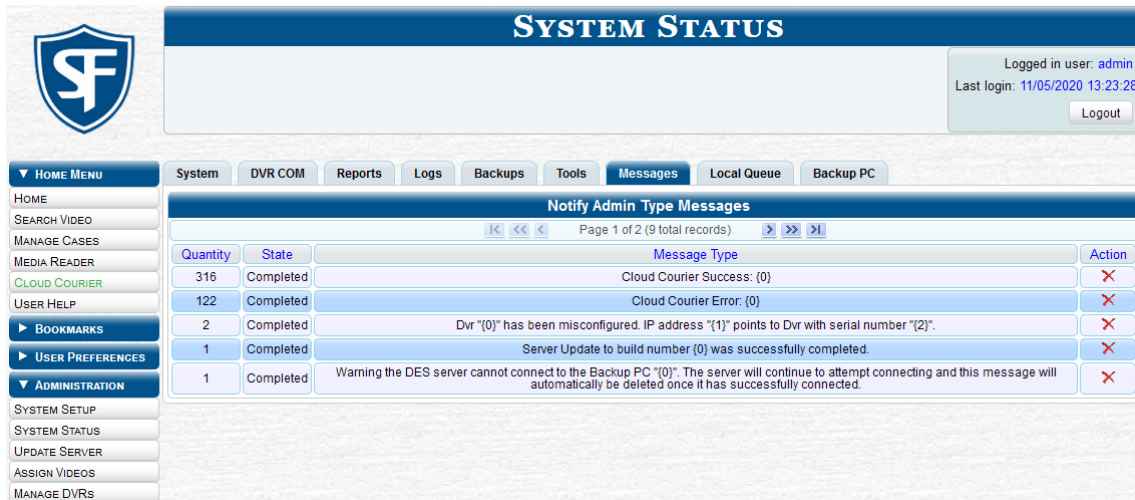 SYSTEM STATUS
SF
Logged in user: admin
Last login: 11/05/2020 13:23:28
Logout
▼ HOME MENU
HOME
SEARCH VIDEO
MANAGE CASES
MEDIA READER
CLOUD COURIER
USER HELP
▶ BOOKMARKS
▶ USER PREFERENCES
▼ ADMINISTRATION
SYSTEM SETUP
SYSTEM STATUS
UPDATE SERVER
ASSIGN VIDEOS
MANAGE DVRS
System DVR COM Reports Logs Backups Tools Messages Local Queue Backup PC
Notify Admin Type Messages
Page 1 of 2 (9 total records)
Quantity State Message Type Action
316 Completed Cloud Courier Success: {0}
122 Completed Cloud Courier Error: {0}
2 Completed Dvr "{0}" has been misconfigured. IP address "{1}" points to Dvr with serial number "{2}".
1 Completed Server Update to build number {0} was successfully completed.
1 Completed Warning the DES server cannot connect to the Backup PC "{0}". The server will continue to attempt connecting and this message will
automatically be deleted once it has successfully connected.